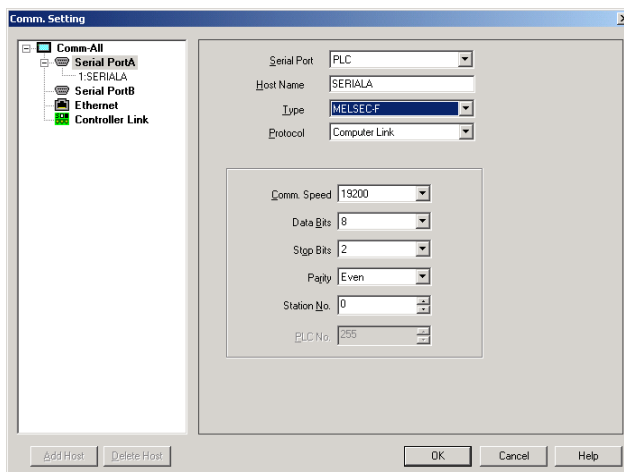 Comm. Setting
Comm-All
Serial PortA
1:SERIALA
Serial PortB
Ethernet
Controller Link
Serial Port PLC
Host Name SERIALA
Type MELSEC-F
Protocol Computer Link
Comm. Speed 19200
Data Bits 8
Stop Bits 2
Parity Even
Station No. 0
PLC No. 255
Add Host Delete Host OK Cancel Help